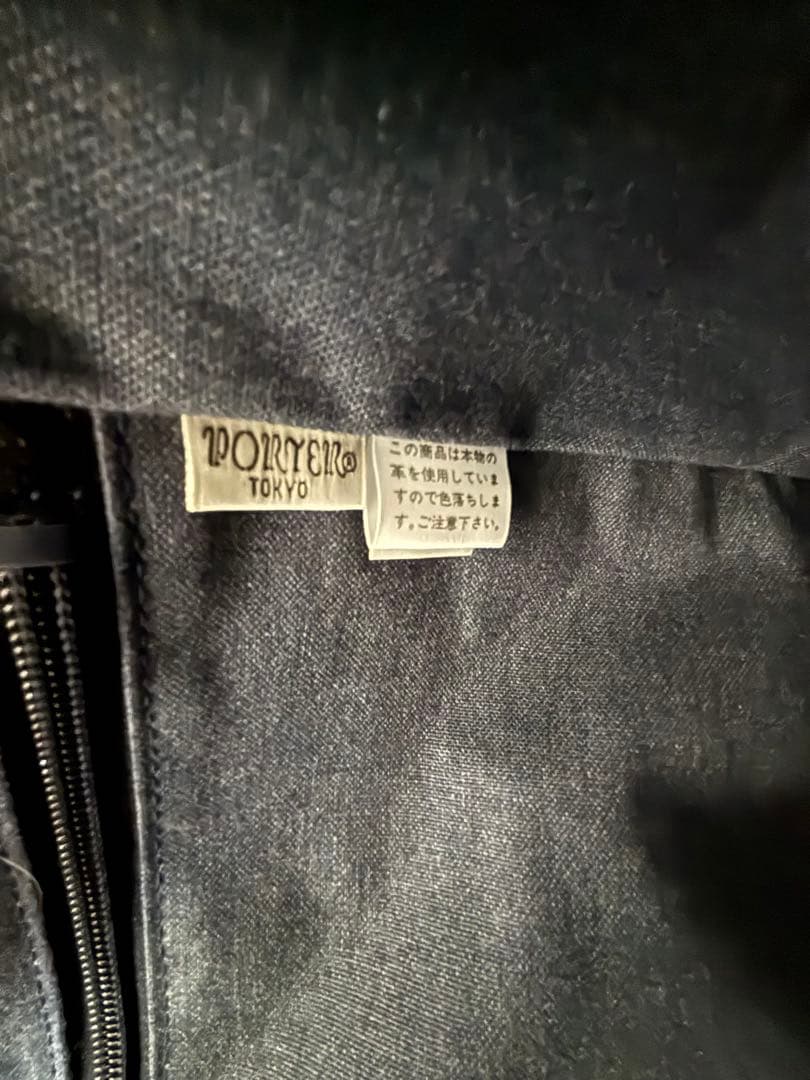 PORTER®
TOKYO
この商品は本物の
革を使用していま
すので色落ちしま
す。ご注意下さい。